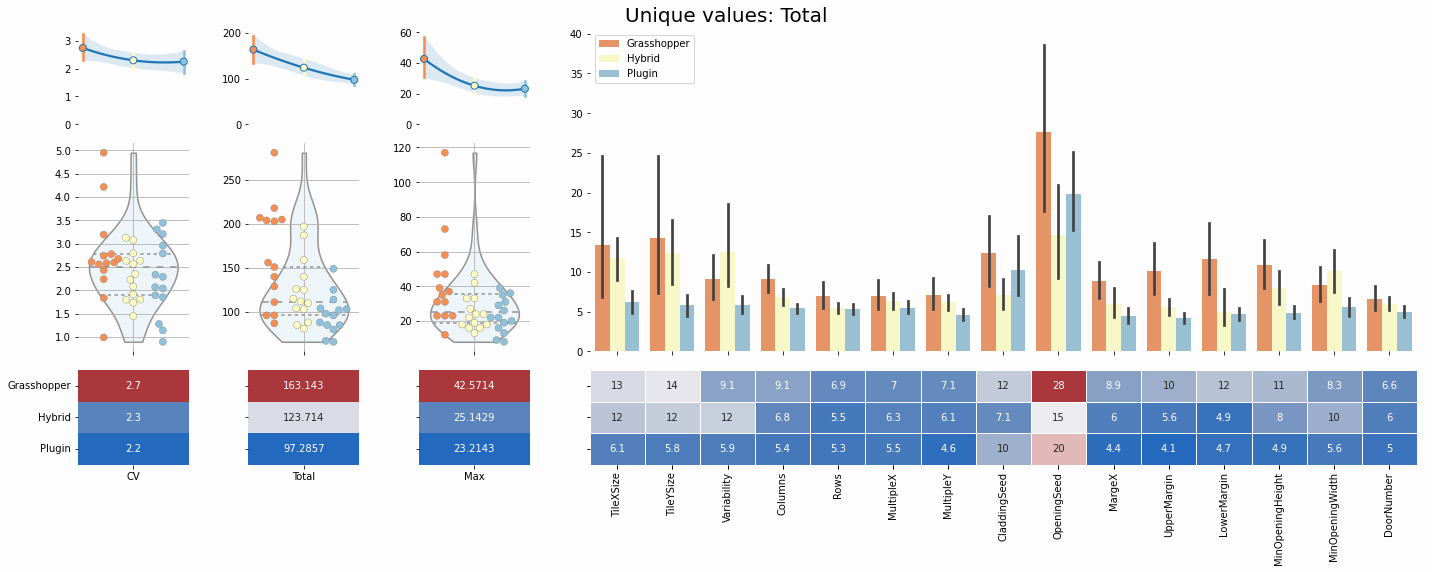 Unique values: Total
3
2
1
0
200
100
0
60
40
20
0
5.0
4.5
4.0
3.5
3.0
2.5
2.0
1.5
1.0
250
200
150
100
120
100
80
60
40
20
40
35
30
25
20
15
10
5
0
Grasshopper
Hybrid
Plugin
Grasshopper 2.7 163.143 42.5714 13 14 9.1 9.1 6.9 7 7.1 12 28 8.9 10 12 11 8.3 6.6
Hybrid 2.3 123.714 25.1429 12 12 12 6.8 5.5 6.3 6.1 7.1 15 6 5.6 4.9 8 10 6
Plugin 2.2 97.2857 23.2143 6.1 5.8 5.9 5.4 5.3 5.5 4.6 10 20 4.4 4.1 4.7 4.9 5.6 5
CV Total Max
TileXSize
TileYSize
Variability
Columns
Rows
MultipleX
MultipleY
CladdingSeed
OpeningSeed
MargeX
UpperMargin
LowerMargin
MinOpeningHeight
MinOpeningWidth
DoorNumber